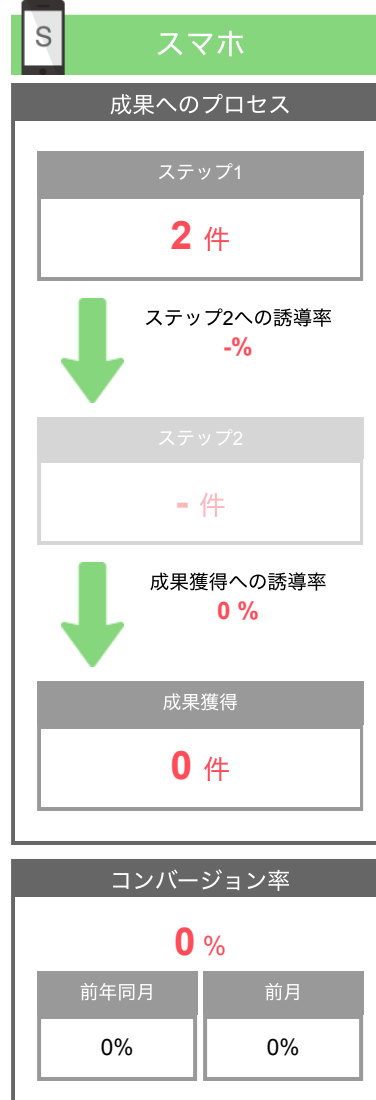 S
スマホ
成果へのプロセス
ステップ1
2 件
ステップ2への誘導率
-%
ステップ2
- 件
成果獲得への誘導率
0 %
成果獲得
0 件
コンバージョン率
0 %
前年同月 前月
0% 0%